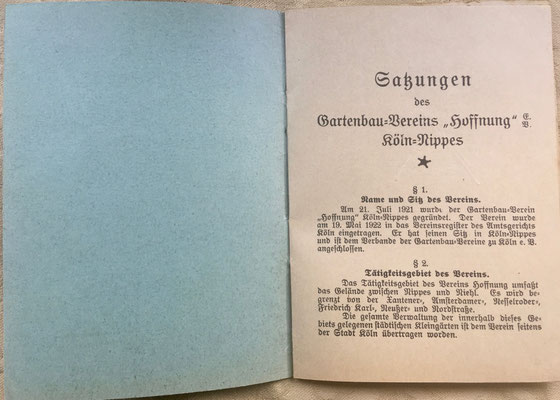 Satzungen
des
Gartenbau=Vereins „Hoffnung“ E. V.
Köln=Nippes
§ 1.
Name und Sitz des Vereins.
Am 21. Juli 1921 wurde der Gartenbau=Verein
„Hoffnung“ Köln=Nippes gegründet. Der Verein wurde
am 19. Mai 1922 in das Vereinsregister des Amtsgerichts
Köln eingetragen. Er hat seinen Sitz in Köln=Nippes
und ist dem Verbande der Gartenbau=Vereine zu Köln e. V.
angeschlossen.
§ 2.
Tätigkeitsgebiet des Vereins.
Das Tätigkeitsgebiet des Vereins Hoffnung umfaßt
das Gelände zwischen Nippes und Niehl. Es wird be=
grenzt von der Xantener=, Amsterdamer=, Nesselroder=,
Friedrich Karl=, Neußer= und Nordstraße.
Die gesamte Verwaltung der innerhalb dieses Ge=
bietes gelegenen städtischen Kleingärten ist dem Verein seitens
der Stadt Köln übertragen worden.